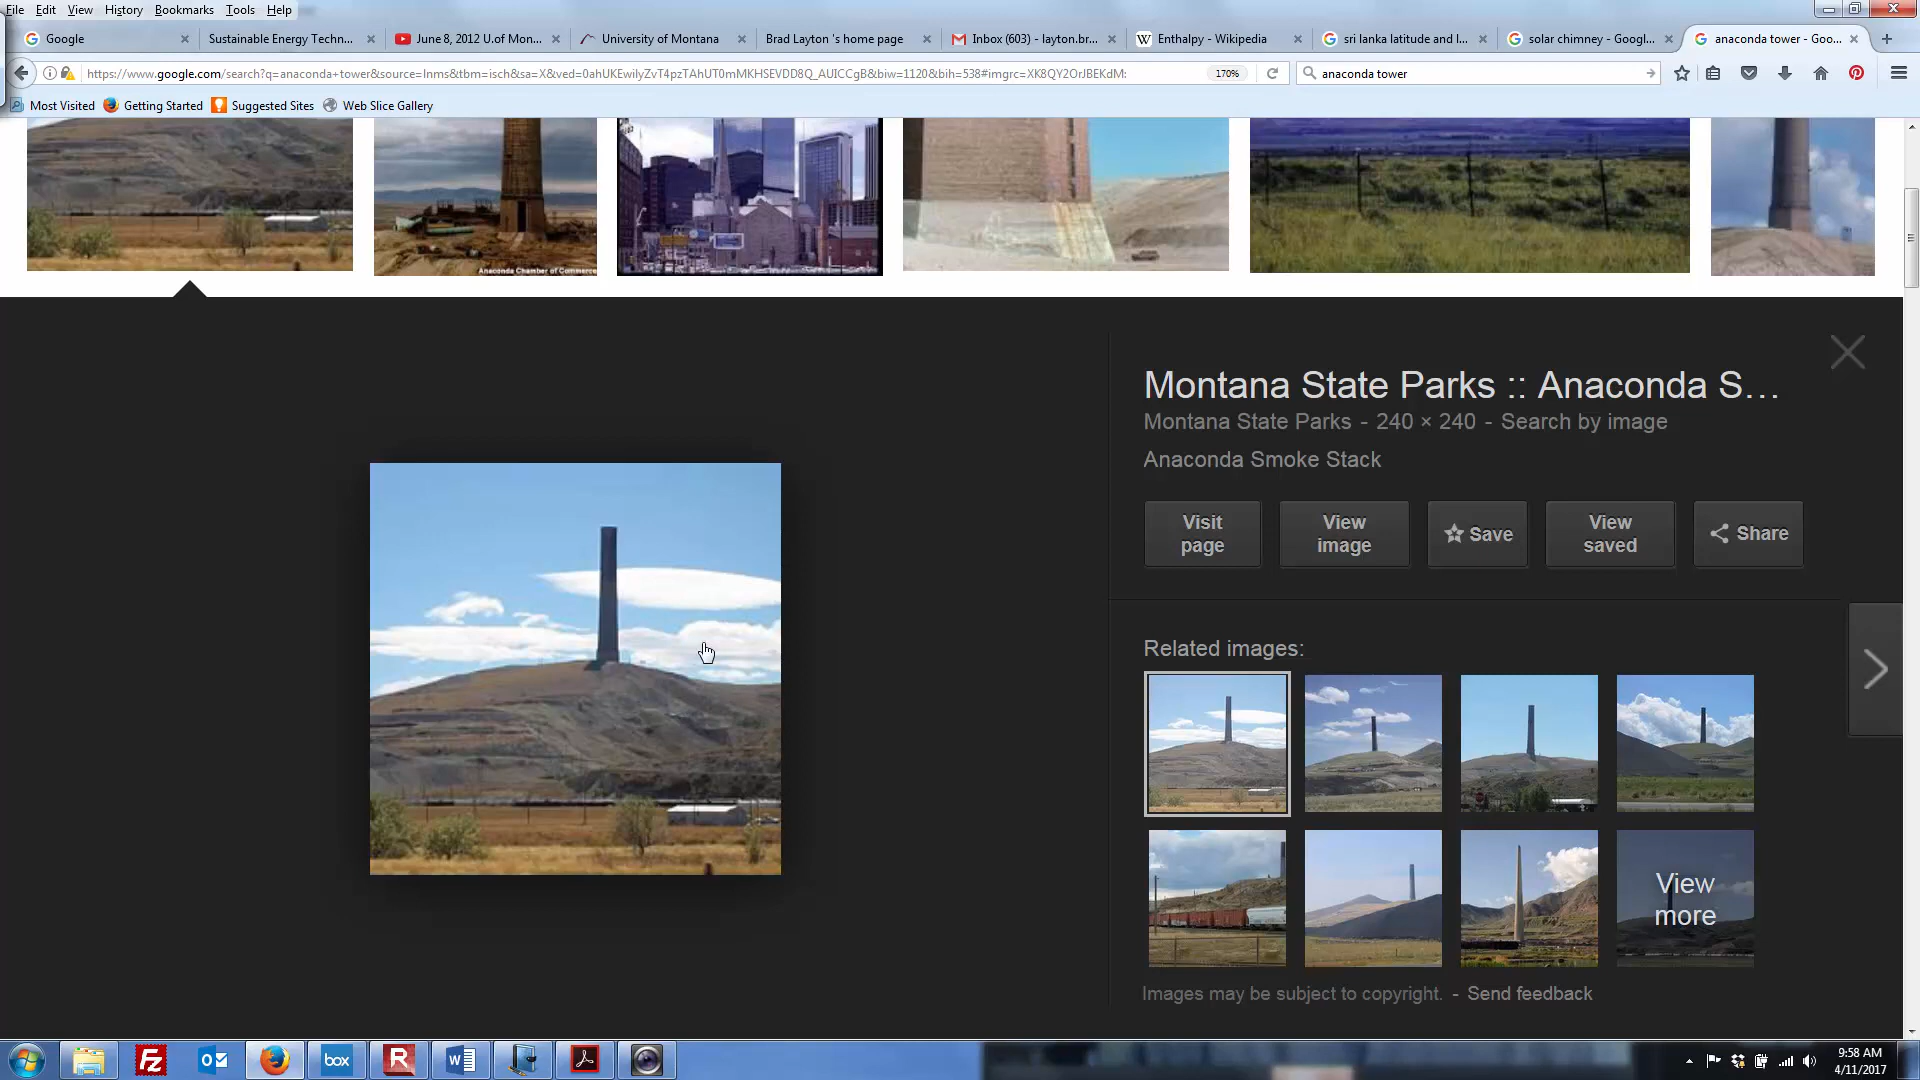 File Edit View History Bookmarks Tools Help
Google
Sustainable Energy Techn...
June 8, 2012 U.of Mon...
University of Montana
Brad Layton 's home page
Inbox (603) - layton.br...
Enthalpy - Wikipedia
sri lanka latitude and l...
solar chimney - Googl...
anaconda tower - Goo...
https://www.google.com/search?q=anaconda+tower&source=lnms&tbm=isch&sa=X&ved=0ahUKEwilyZvT4pzTAhUT0mMKHSEVDD8Q_AUICCgB&biw=1120&bih=538#imgrc=XK8QY2OrJBEKdM:
170%
anaconda tower
Most Visited Getting Started Suggested Sites Web Slice Gallery
Anaconda Chamber of Commerce
Montana State Parks :: Anaconda S...
Montana State Parks - 240 × 240 - Search by image
Anaconda Smoke Stack
Visit page
View image
Save
View saved
Share
Related images:
View more
Images may be subject to copyright. - Send feedback
box
9:58 AM
4/11/2017